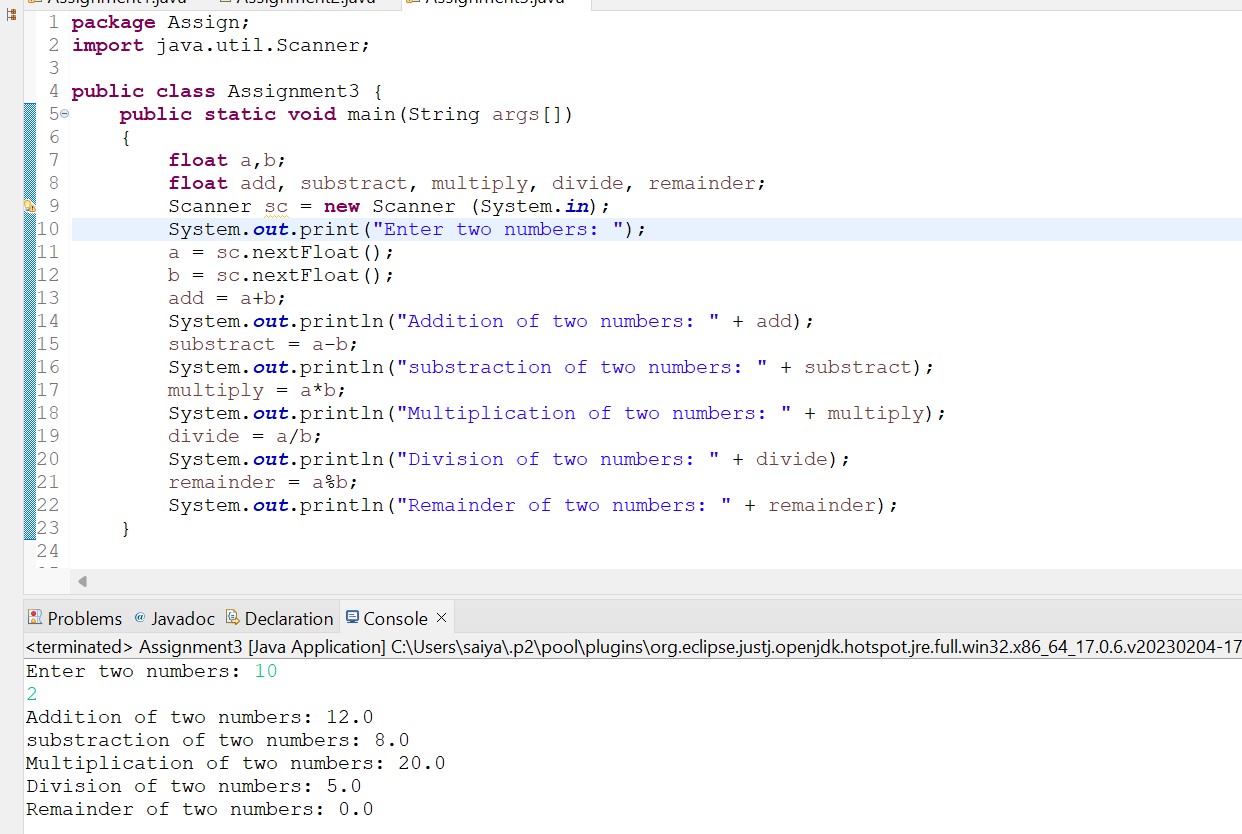 Assignment1.java Assignment2.java Assignment3.java
1 package Assign;
2 import java.util.Scanner;
3
4 public class Assignment3 {
5 public static void main(String args[])
6 {
7 float a,b;
8 float add, substract, multiply, divide, remainder;
9 Scanner sc = new Scanner (System.in);
10 System.out.print("Enter two numbers: ");
11 a = sc.nextFloat();
12 b = sc.nextFloat();
13 add = a+b;
14 System.out.println("Addition of two numbers: " + add);
15 substract = a-b;
16 System.out.println("substraction of two numbers: " + substract);
17 multiply = a*b;
18 System.out.println("Multiplication of two numbers: " + multiply);
19 divide = a/b;
20 System.out.println("Division of two numbers: " + divide);
21 remainder = a%b;
22 System.out.println("Remainder of two numbers: " + remainder);
23 }
24
Problems @ Javadoc Declaration Console
<terminated> Assignment3 [Java Application] C:\Users\saiya\.p2\pool\plugins\org.eclipse.justj.openjdk.hotspot.jre.full.win32.x86_64_17.0.6.v20230204-17
Enter two numbers: 10
2
Addition of two numbers: 12.0
substraction of two numbers: 8.0
Multiplication of two numbers: 20.0
Division of two numbers: 5.0
Remainder of two numbers: 0.0